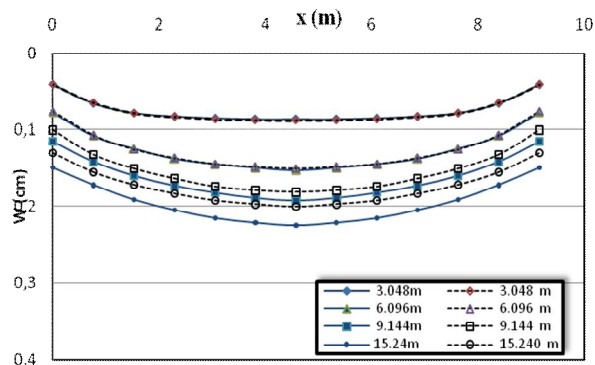 x (m)
0 2 4 6 8 10
0
0,1
0,2
0,3
0,4
W (cm)
3.048m 3.048 m
6.096m 6.096 m
9.144m 9.144 m
15.24m 15.240 m